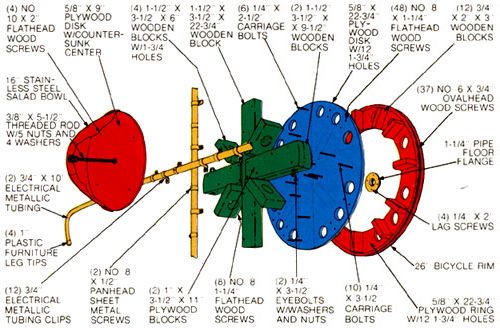 (4) NO
10 X 2"
FLATHEAD
WOOD
SCREWS
5/8" X 9"
PLYWOOD
DISK
W/COUNTER-
SUNK
CENTER
(4) 1-1/2" X
3-1/2" X 6"
WOODEN
BLOCKS
W/1-3/4
HOLES
1-1/2" X
3-1/2" X
22-3/4"
WOODEN
BLOCK
(6) 1/4" X
2-1/2"
CARRIAGE
BOLTS
(2) 1-1/2" X
3-1/2"
X 9-1/2"
WOODEN
BLOCKS
5/8" X
22-3/4"
PLY-
WOOD
DISK
W/12
1-3/4"
HOLES
(48) NO 8
X 1-1/4"
FLATHEAD
WOOD
SCREWS
(12) 3/4"
X 2" X 3"
WOODEN
BLOCKS
16" STAIN-
LESS STEEL
SALAD BOWL
3/8" X 5-1/2"
THREADED ROD
W/5 NUTS AND
4 WASHERS
(2) 3/4" X 10'
ELECTRICAL
METALLIC
TUBING
(4) 1"
PLASTIC
FURNITURE
LEG TIPS
(12) 3/4"
ELECTRICAL
METALLIC
TUBING CLIPS
(2) NO 8
X 1/2"
PANHEAD
SHEET
METAL
SCREWS
(2) 1" X
3-1/2" X 11"
PLYWOOD
BLOCKS
(8) NO 8
1-1/4"
FLATHEAD
WOOD
SCREWS
(2) 1/4" X
3-1/2"
EYEBOLTS
W/WASHERS
AND NUTS
(10) 1/4"
X 3-1/2
CARRIAGE
BOLTS
(37) NO 6 X 3/4"
OVALHEAD
WOOD SCREWS
1-1/4" PIPE
FLOOR
FLANGE
(4) 1/4 X 2"
LAG SCREWS
26" BICYCLE RIM
5/8" X 22-3/4"
PLYWOOD RING
W/12 1-3/4" HOLES